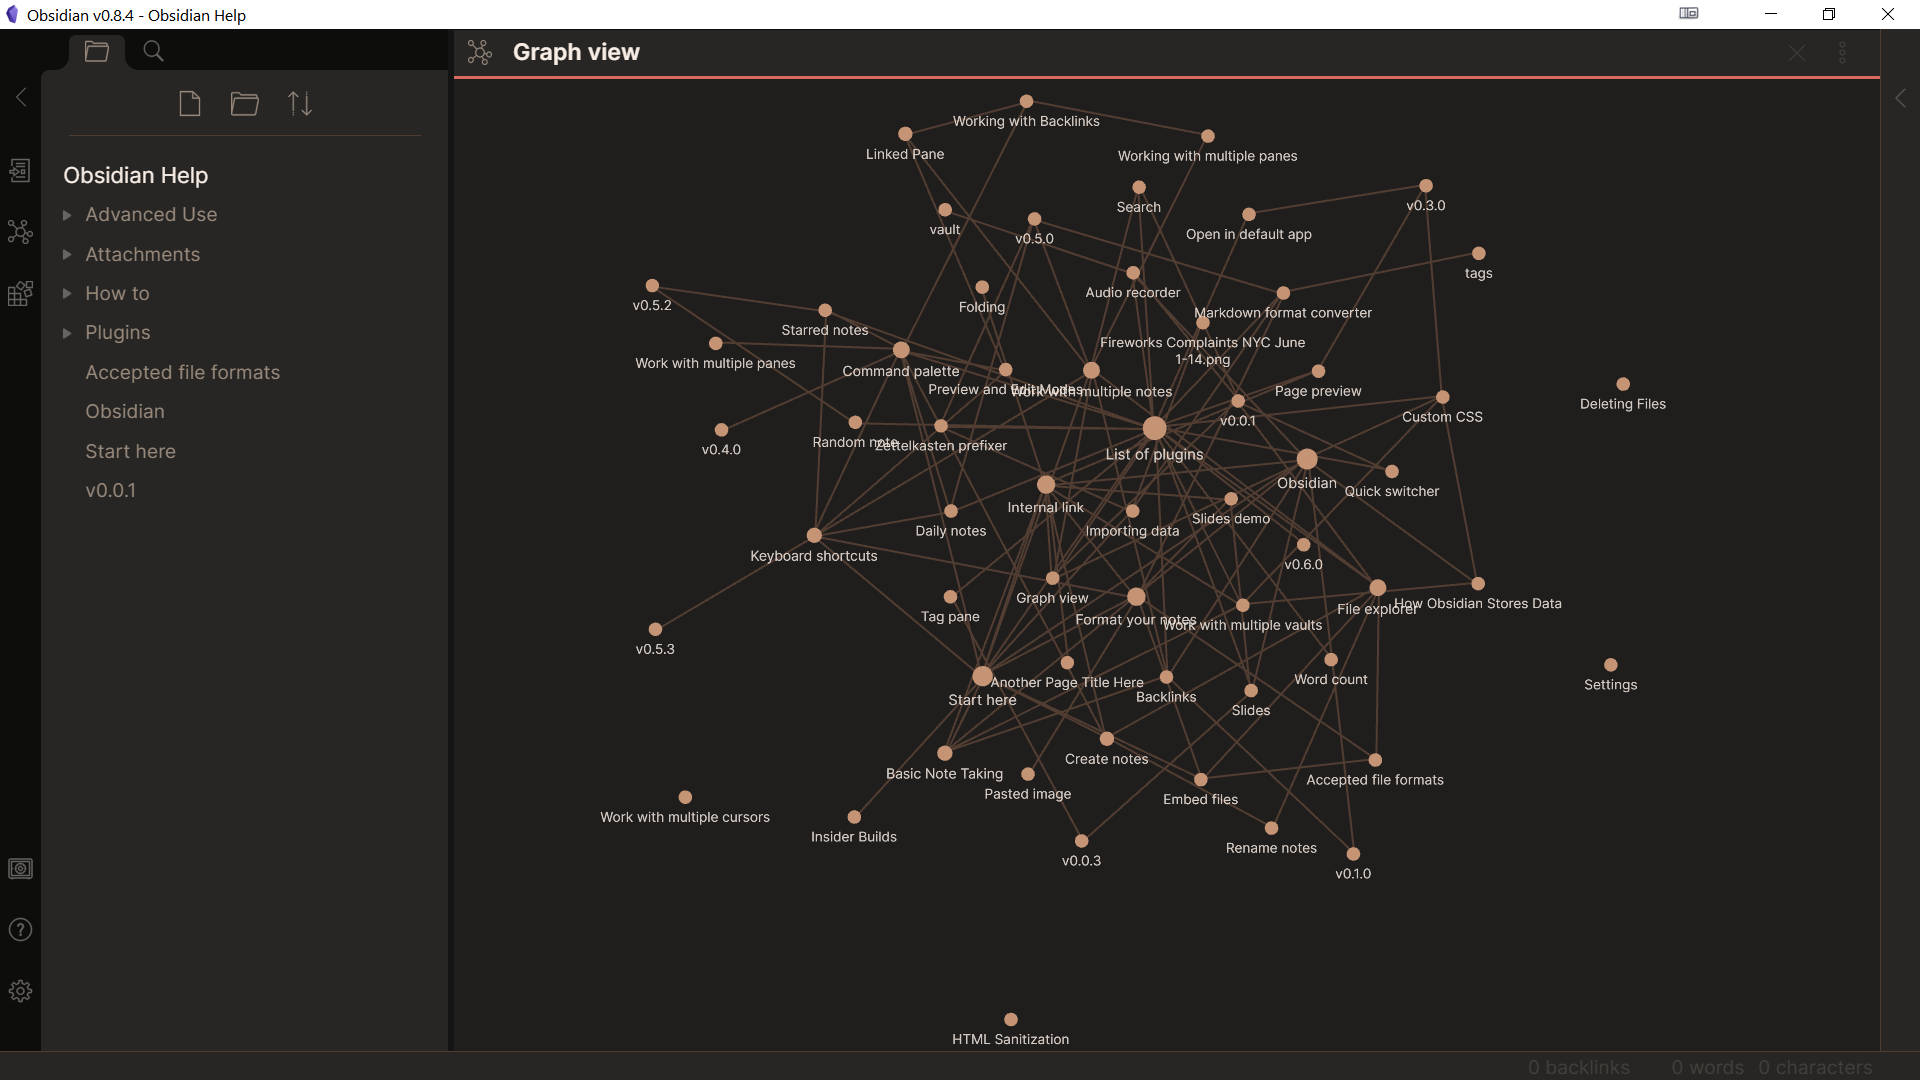 Obsidian v0.8.4 - Obsidian Help
Graph view
Obsidian Help
Advanced Use
Attachments
How to
Plugins
Accepted file formats
Obsidian
Start here
v0.0.1
Working with Backlinks
Linked Pane
Working with multiple panes
Search
v0.3.0
vault
v0.5.0
Open in default app
tags
Audio recorder
v0.5.2
Folding
Markdown format converter
Starred notes
Fireworks Complaints NYC June
1-14.png
Work with multiple panes
Command palette
Preview and Edit Modes
Work with multiple notes
Page preview
Deleting Files
Custom CSS
v0.0.1
Random note
Zettelkasten prefixer
v0.4.0
List of plugins
Obsidian
Quick switcher
Internal link
Slides demo
Daily notes
Importing data
Keyboard shortcuts
v0.6.0
Graph view
Tag pane
Format your notes
Work with multiple vaults
File explorer
How Obsidian Stores Data
v0.5.3
Another Page Title Here
Start here
Backlinks
Word count
Settings
Slides
Create notes
Basic Note Taking
Pasted image
Embed files
Accepted file formats
Work with multiple cursors
Insider Builds
Rename notes
v0.0.3
v0.1.0
HTML Sanitization
0 backlinks 0 words 0 characters